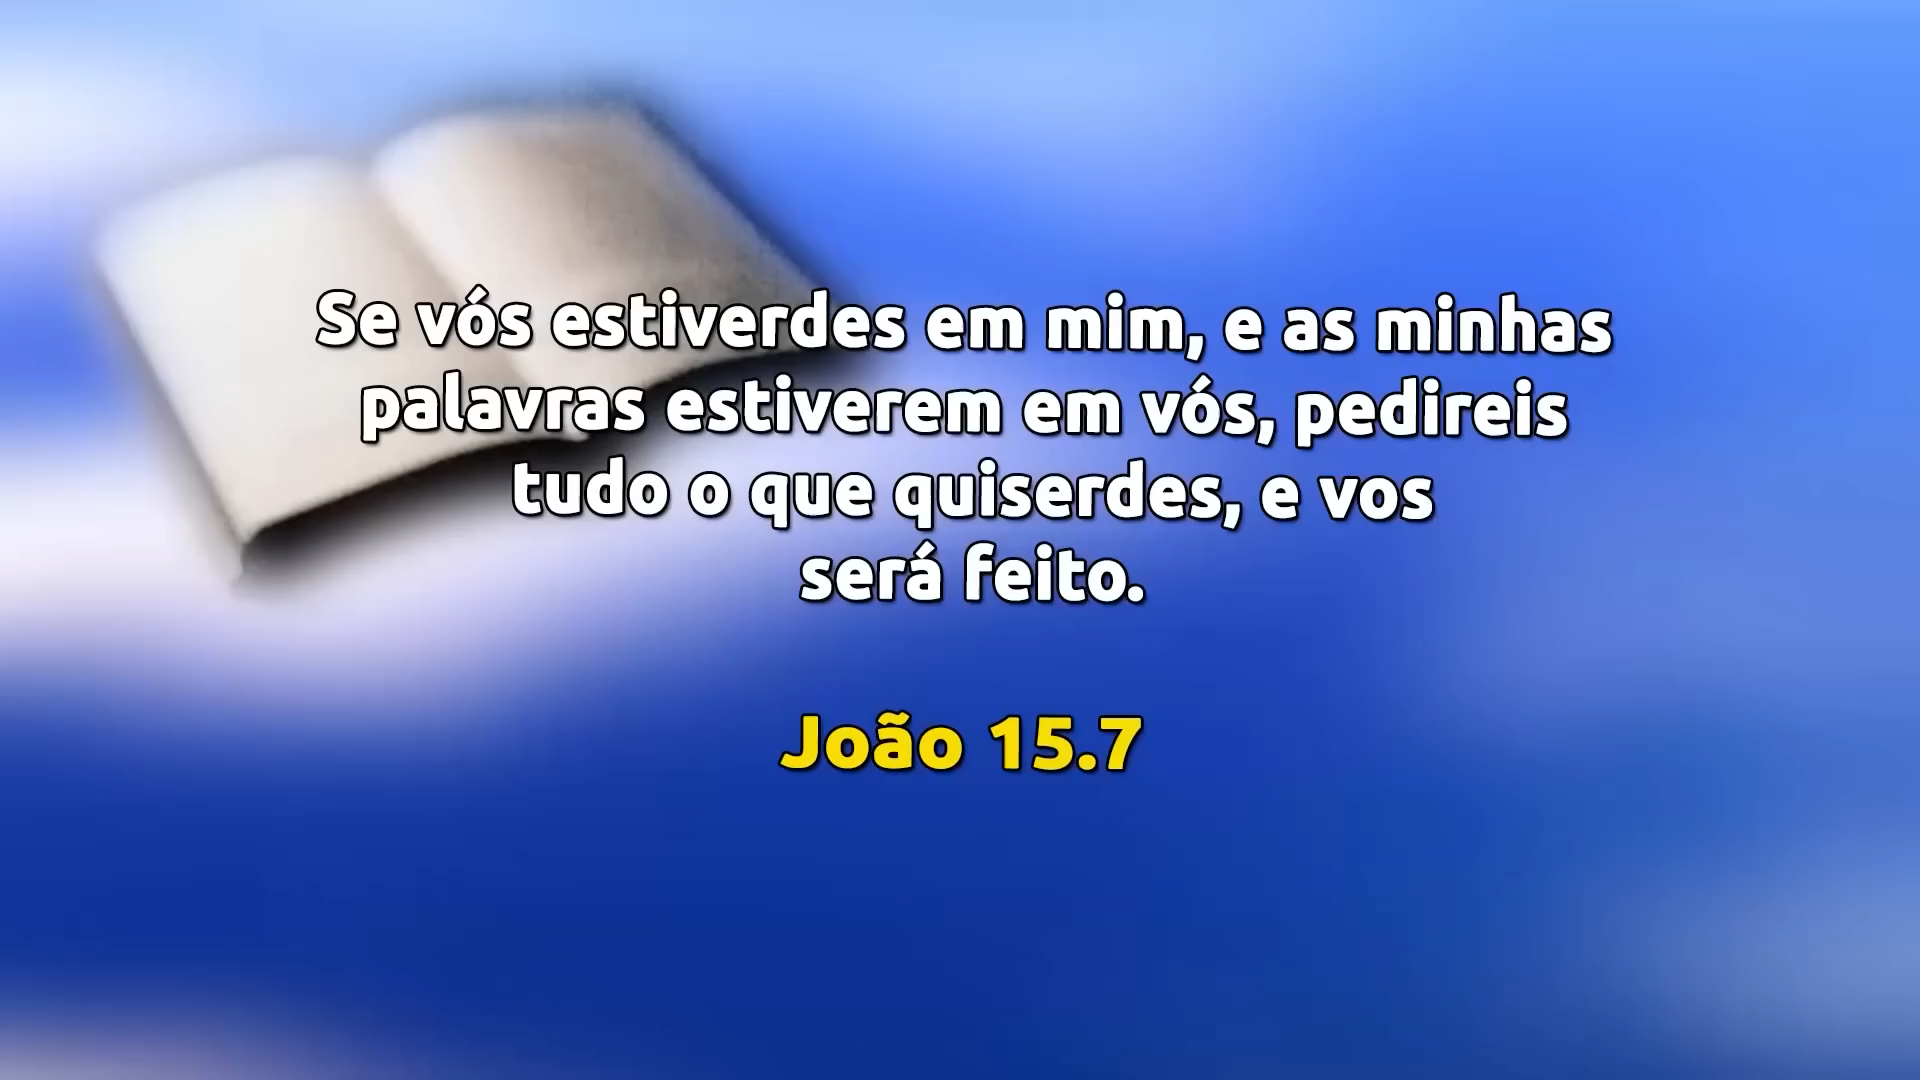 Se vós estiverdes em mim, e as minhas
palavras estiverem em vós, pedireis
tudo o que quiserdes, e vos
será feito.
João 15.7